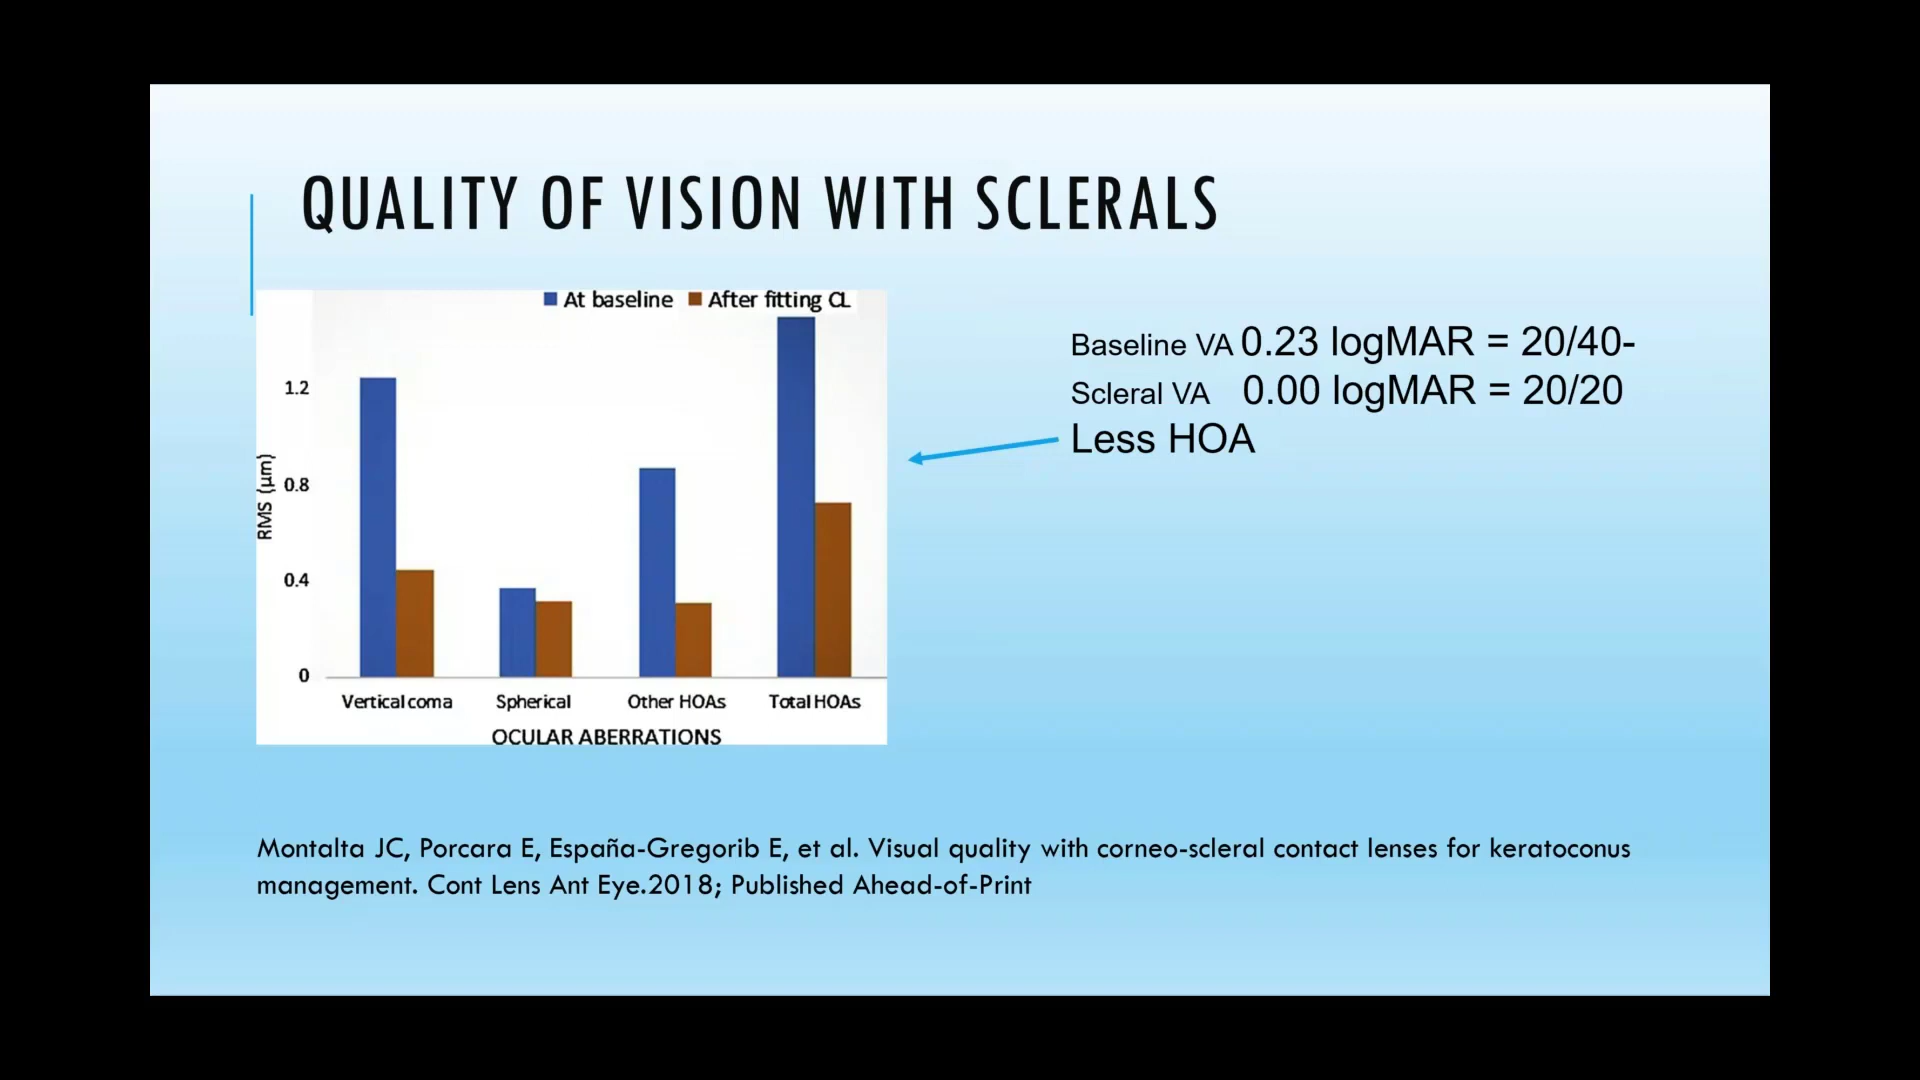 QUALITY OF VISION WITH SCLERALS
At baseline After fitting CL
1.2
0.8
0.4
0
RMS (µm)
Vertical coma Spherical Other HOAs Total HOAs
OCULAR ABERRATIONS
Baseline VA 0.23 logMAR = 20/40-
Scleral VA 0.00 logMAR = 20/20
Less HOA
Montalta JC, Porcara E, España-Gregorib E, et al. Visual quality with corneo-scleral contact lenses for keratoconus
management. Cont Lens Ant Eye.2018; Published Ahead-of-Print